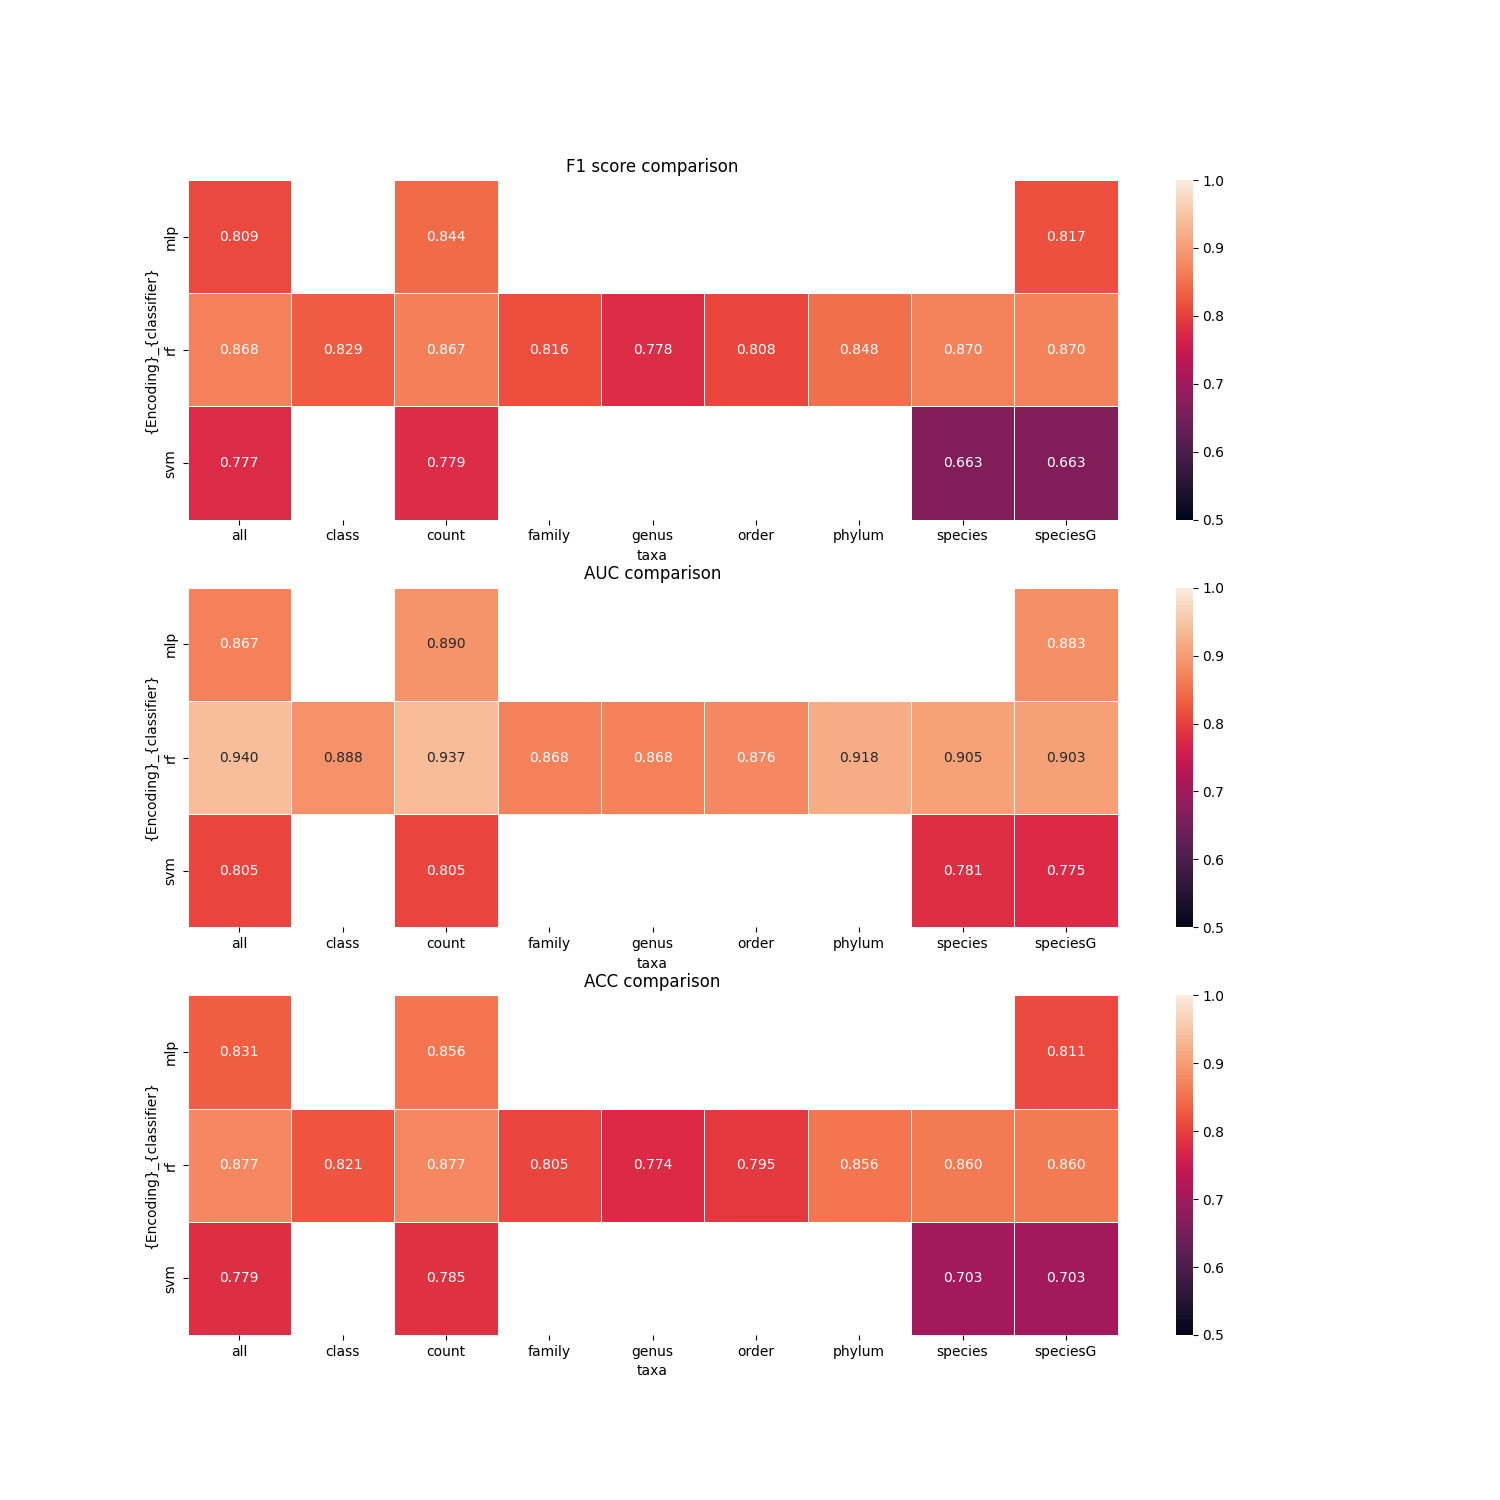 F1 score comparison
mlp 0.809 0.844 0.817
rf 0.868 0.829 0.867 0.816 0.778 0.808 0.848 0.870 0.870
svm 0.777 0.779 0.663 0.663
{Encoding}_{classifier}
all class count family genus order phylum species speciesG
taxa
1.0
0.9
0.8
0.7
0.6
0.5
AUC comparison
mlp 0.867 0.890 0.883
rf 0.940 0.888 0.937 0.868 0.868 0.876 0.918 0.905 0.903
svm 0.805 0.805 0.781 0.775
{Encoding}_{classifier}
all class count family genus order phylum species speciesG
taxa
1.0
0.9
0.8
0.7
0.6
0.5
ACC comparison
mlp 0.831 0.856 0.811
rf 0.877 0.821 0.877 0.805 0.774 0.795 0.856 0.860 0.860
svm 0.779 0.785 0.703 0.703
{Encoding}_{classifier}
all class count family genus order phylum species speciesG
taxa
1.0
0.9
0.8
0.7
0.6
0.5